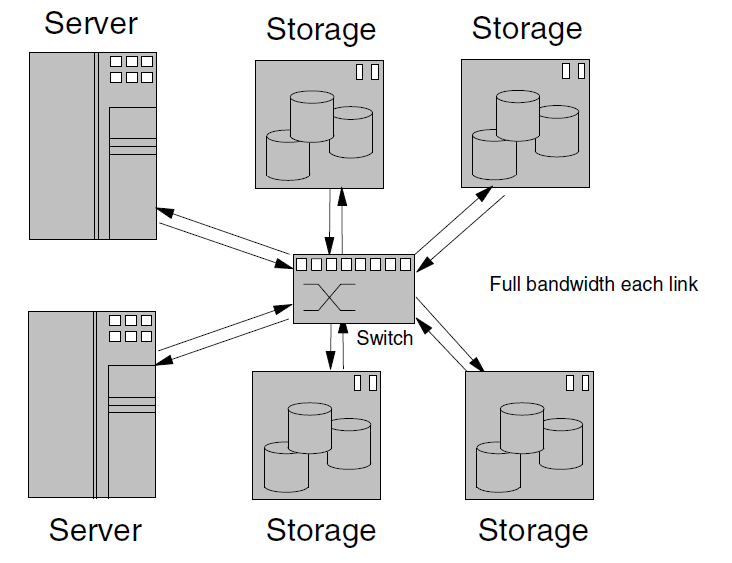 Server
Storage
Storage
Full bandwidth each link
Switch
Server
Storage
Storage